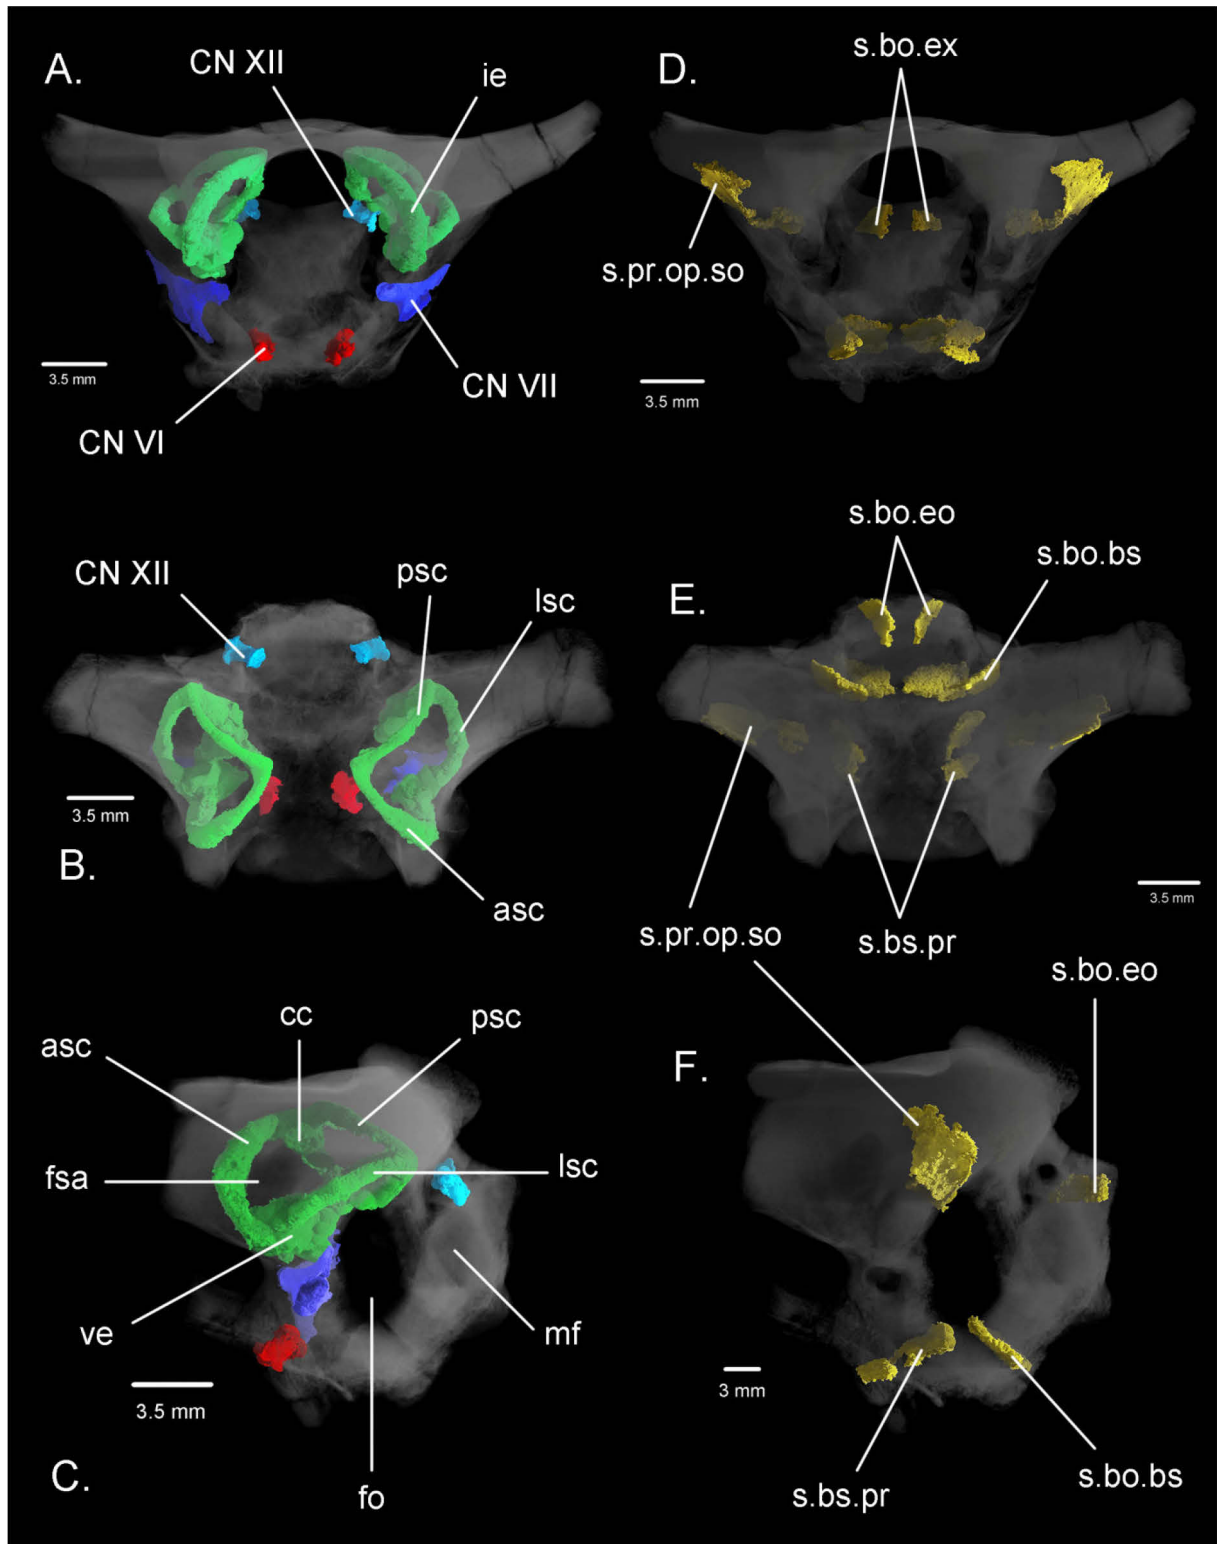 A.
CN XII
ie
3.5 mm
CN VI
CN VII
D.
s.bo.ex
s.pr.op.so
3.5 mm
CN XII
psc
lsc
3.5 mm
B.
asc
s.bo.eo
s.bo.bs
E.
3.5 mm
s.pr.op.so
s.bs.pr
s.bo.eo
cc
psc
asc
fsa
lsc
ve
mf
3.5 mm
C.
fo
F.
3 mm
s.bs.pr
s.bo.bs